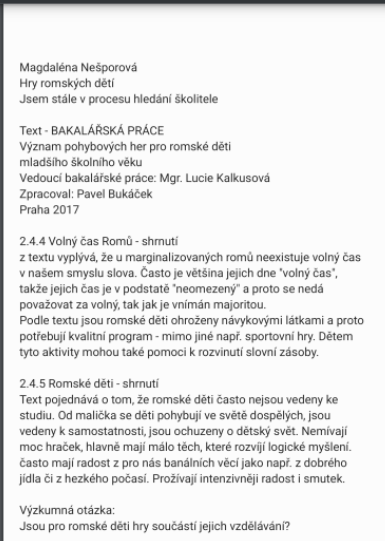 Magdaléna Nešporová
Hry romských dětí
Jsem stále v procesu hledání školitele
Text - BAKALÁŘSKÁ PRÁCE
Význam pohybových her pro romské děti
mladšího školního věku
Vedoucí bakalářské práce: Mgr. Lucie Kalkusová
Zpracoval: Pavel Bukáček
Praha 2017
2.4.4 Volný čas Romů - shrnutí
z textu vyplývá, že u marginalizovaných romů neexistuje volný čas
v našem smyslu slova. Často je většina jejich dne "volný čas",
takže jejich čas je v podstatě "neomezený" a proto se nedá
považovat za volný, tak jak je vnímán majoritou.
Podle textu jsou romské děti ohroženy návykovými látkami a proto
potřebují kvalitní program - mimo jiné např. sportovní hry. Dětem
tyto aktivity mohou také pomoci k rozvinutí slovní zásoby.
2.4.5 Romské děti - shrnutí
Text pojednává o tom, že romské děti často nejsou vedeny ke
studiu. Od malička se děti pohybují ve světě dospělých, jsou
vedeny k samostatnosti, jsou ochuzeny o dětský svět. Nemívají
moc hraček, hlavně mají málo těch, které rozvíjí logické myšlení.
často mají radost z pro nás banálních věcí jako např. z dobrého
jídla či z hezkého počasí. Prožívají intenzivněji radost i smutek.
Výzkumná otázka:
Jsou pro romské děti hry součástí jejich vzdělávání?